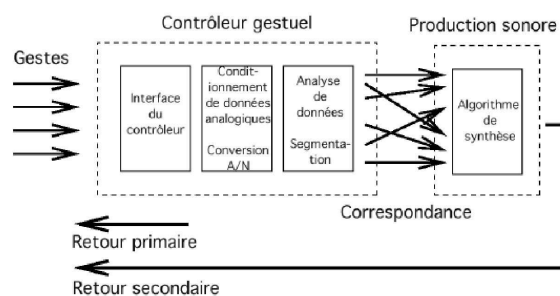 Contrôleur gestuel
Production sonore
Gestes
Interface
du
contrôleur
Condit-
ionnement
de données
analogiques
Conversion
A/N
Analyse
de
données
Segmenta-
tion
Algorithme
de
synthèse
Correspondance
Retour primaire
Retour secondaire